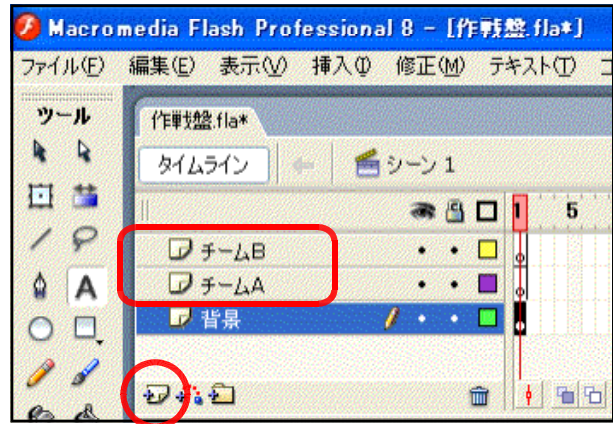 Macromedia Flash Professional 8 - [作戦盤.fla*]
ファイル(F) 編集(E) 表示(V) 挿入(I) 修正(M) テキスト(T) コ
ツール
作戦盤.fla*
タイムライン シーン 1
1 5
チームB
チームA
背景
A